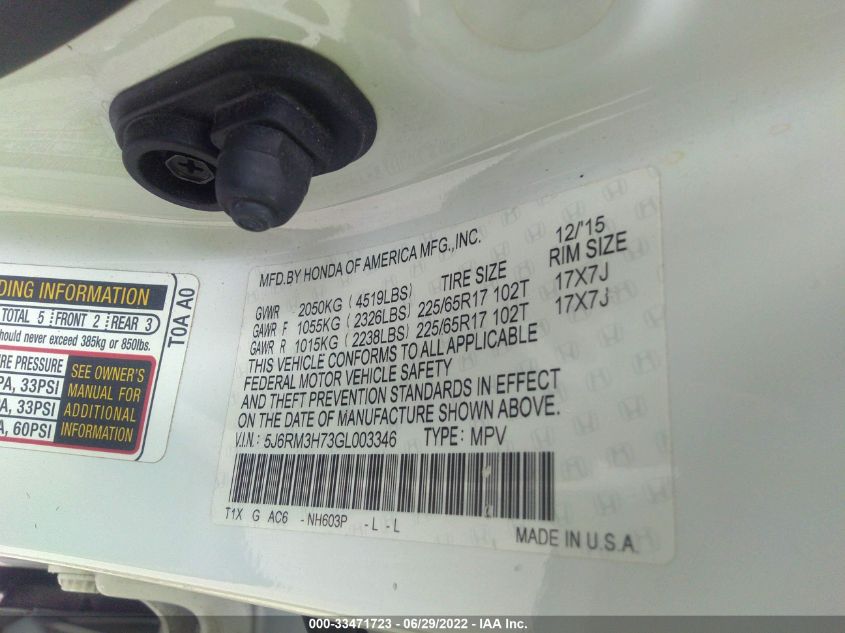 MFD.BY HONDA OF AMERICA MFG.,INC. 12/'15
TIRE SIZE RIM SIZE
GVWR 2050KG (4519LBS)
GAWR F 1055KG (2326LBS) 225/65R17 102T 17X7J
GAWR R 1015KG (2238LBS) 225/65R17 102T 17X7J
THIS VEHICLE CONFORMS TO ALL APPLICABLE
FEDERAL MOTOR VEHICLE SAFETY
AND THEFT PREVENTION STANDARDS IN EFFECT
ON THE DATE OF MANUFACTURE SHOWN ABOVE.
V.I.N.: 5J6RM3H73GL003346 TYPE: MPV
T1X G AC6 -NH603P -L -L
MADE IN U.S.A.
DING INFORMATION
TOTAL 5 FRONT 2 REAR 3
hould never exceed 385kg or 850lbs.
RE PRESSURE
PA, 33PSI
A, 33PSI
A, 60PSI
SEE OWNER'S
MANUAL FOR
ADDITIONAL
INFORMATION
T0A A0
000-33471723 - 06/29/2022 - IAA Inc.